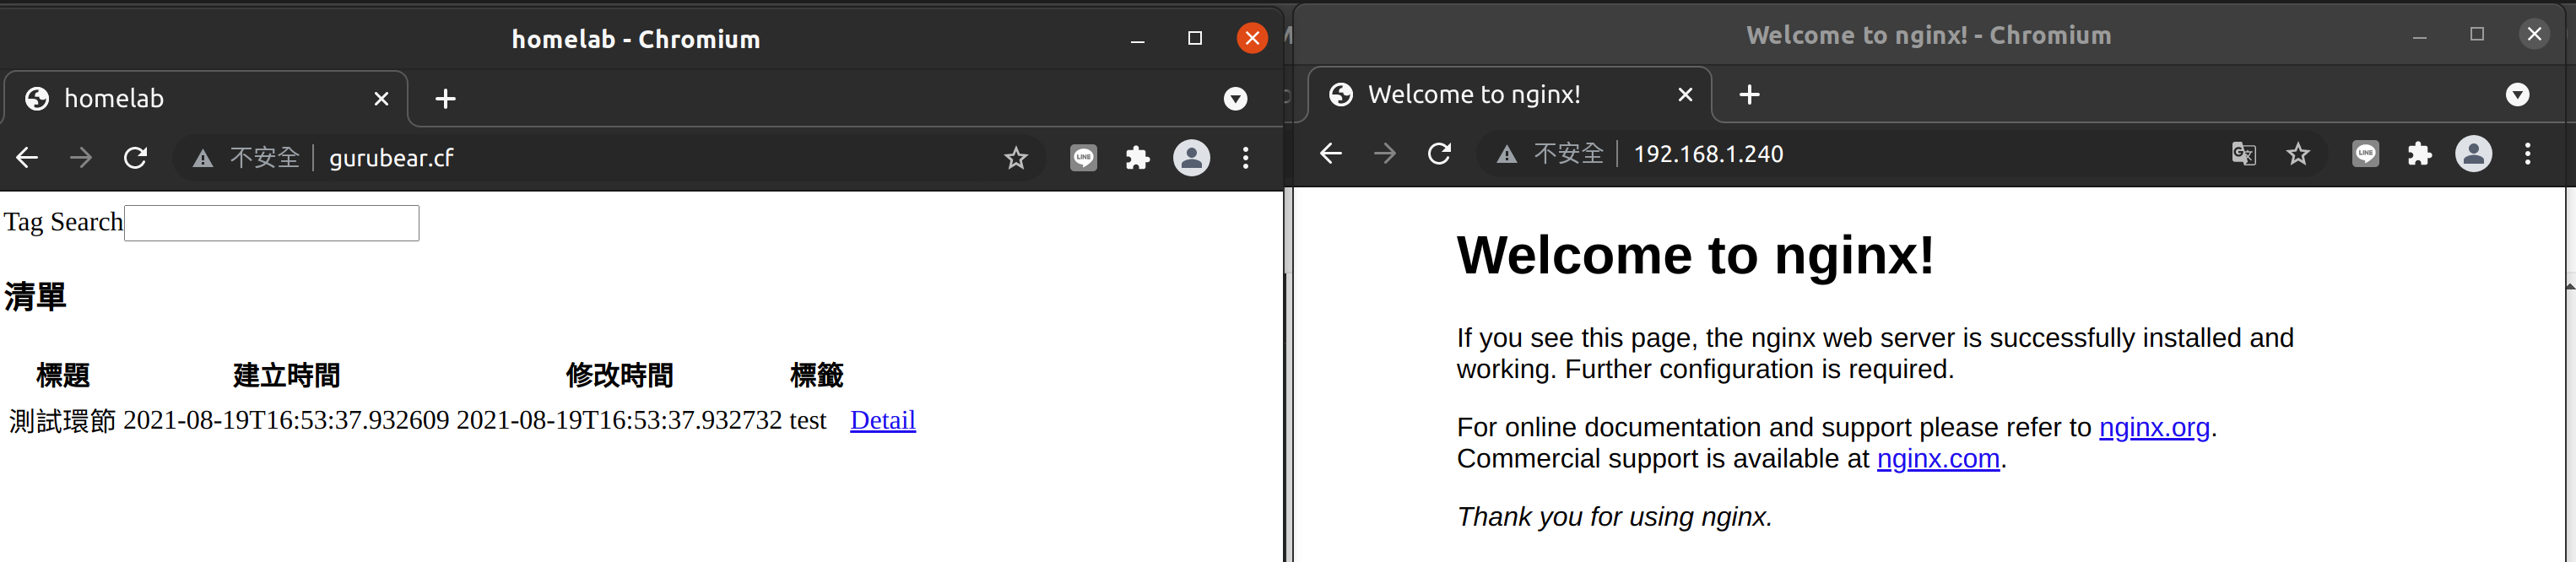 homelab - Chromium
homelab
不安全 gurubear.cf
LINE
Tag Search
清單
標題 建立時間 修改時間 標籤
測試環節 2021-08-19T16:53:37.932609 2021-08-19T16:53:37.932732 test Detail
Welcome to nginx! - Chromium
Welcome to nginx!
不安全 192.168.1.240
LINE
Welcome to nginx!
If you see this page, the nginx web server is successfully installed and
working. Further configuration is required.
For online documentation and support please refer to nginx.org.
Commercial support is available at nginx.com.
Thank you for using nginx.